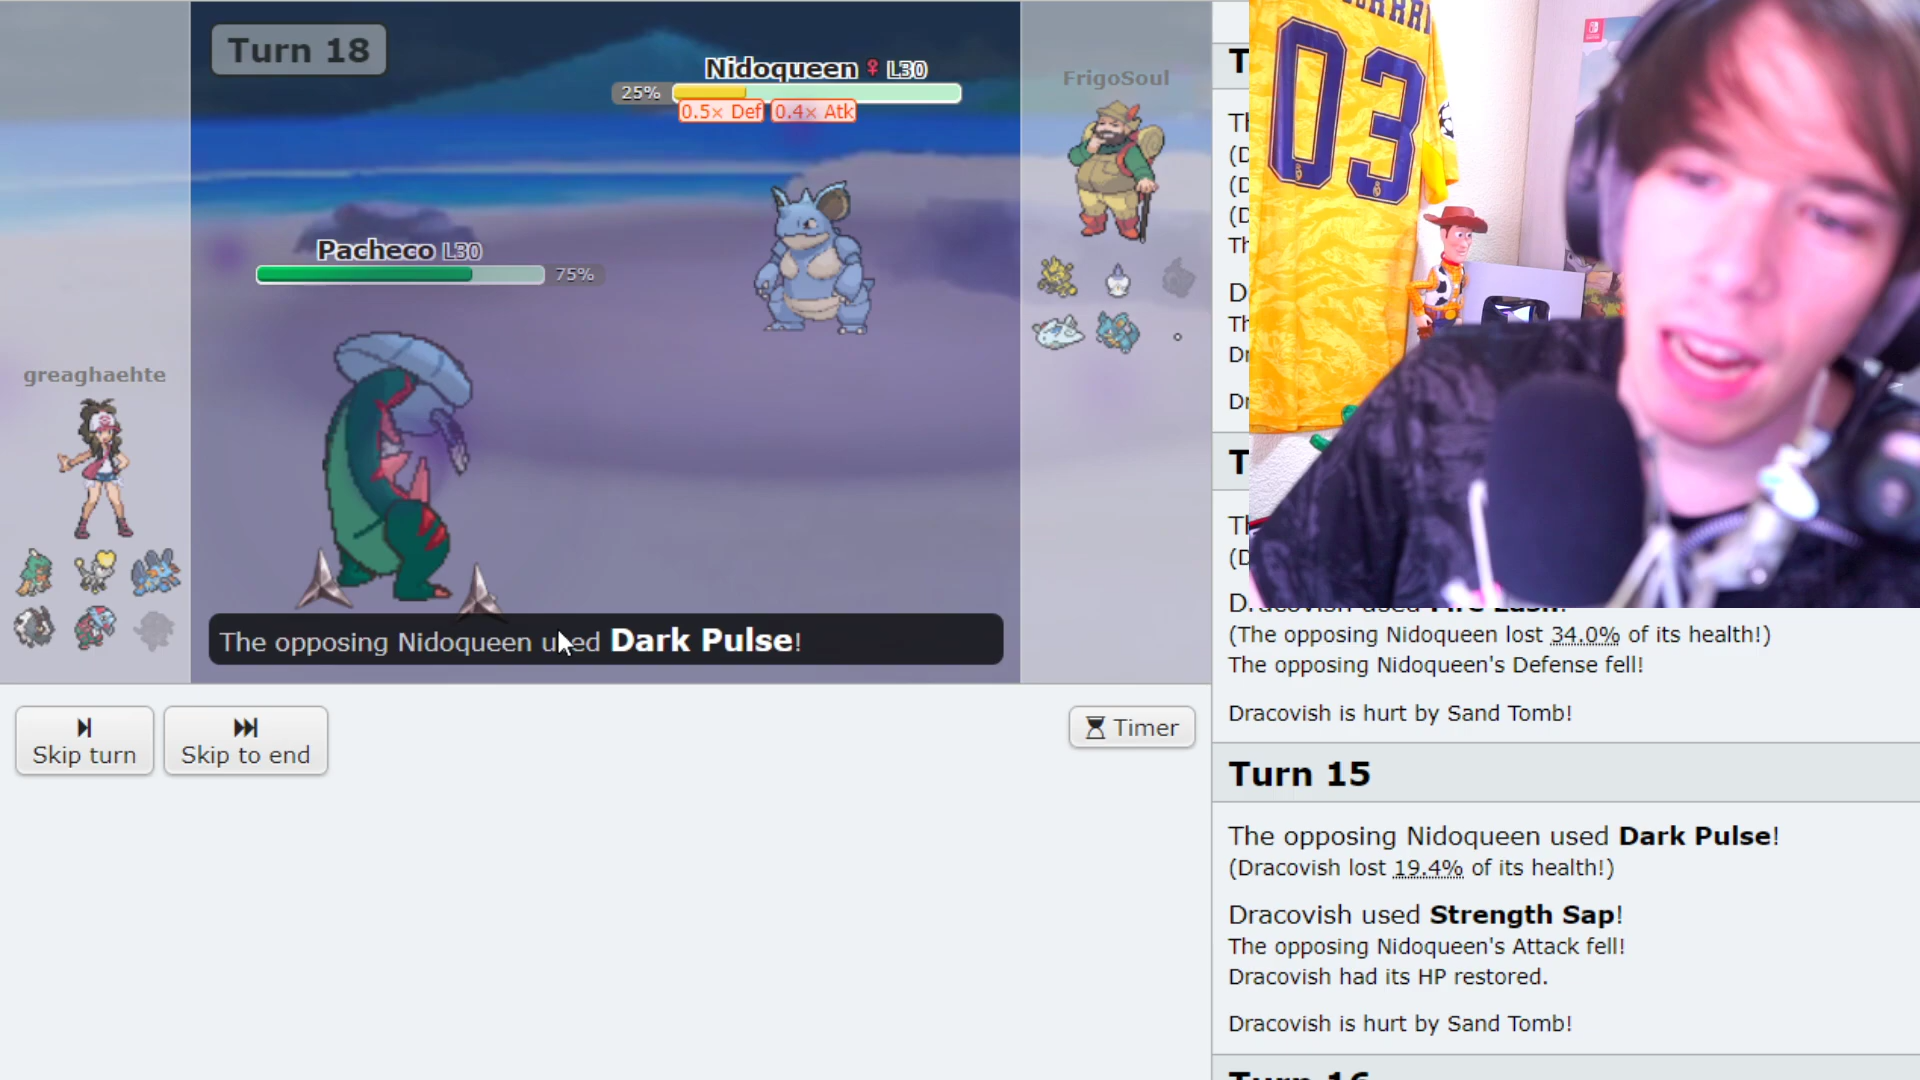 Turn 18
Nidoqueen ♀ L30
25%
0.5× Def 0.4× Atk
Pacheco L30
75%
greaghaehte
FrigoSoul
The opposing Nidoqueen used Dark Pulse!
Skip turn
Skip to end
Timer
03
(The opposing Nidoqueen lost 34.0% of its health!)
The opposing Nidoqueen's Defense fell!
Dracovish is hurt by Sand Tomb!
Turn 15
The opposing Nidoqueen used Dark Pulse!
(Dracovish lost 19.4% of its health!)
Dracovish used Strength Sap!
The opposing Nidoqueen's Attack fell!
Dracovish had its HP restored.
Dracovish is hurt by Sand Tomb!
Turn 16